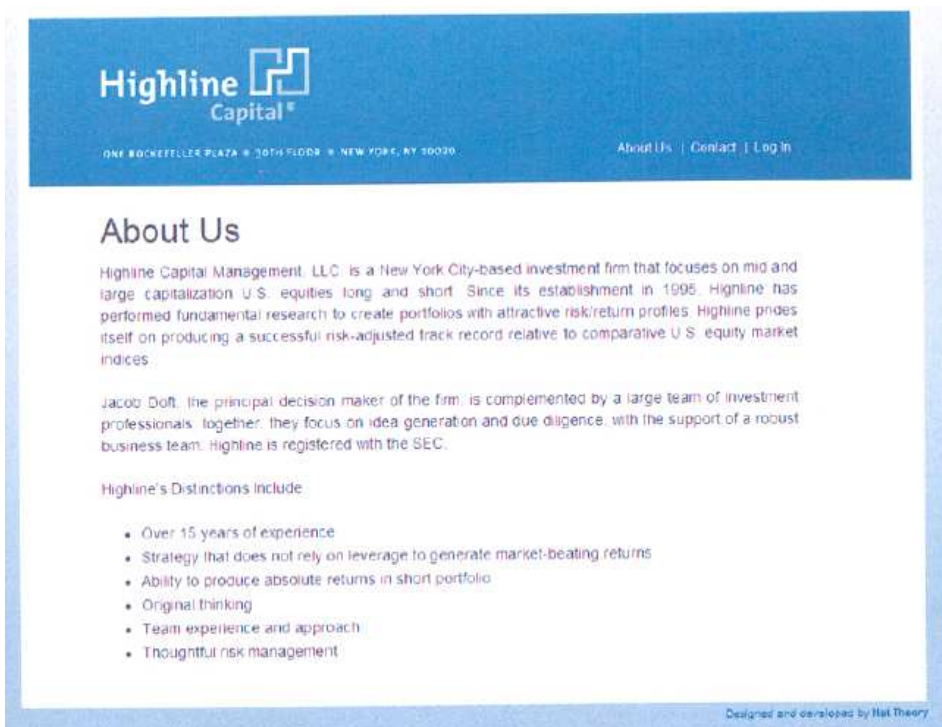 Highline
Capital®
ONE ROCKEFELLER PLAZA • 30TH FLOOR • NEW YORK, NY 10020
About Us | Contact | Log In
About Us
Highline Capital Management, LLC. is a New York City-based investment firm that focuses on mid and
large capitalization U.S. equities long and short. Since its establishment in 1995, Highline has
performed fundamental research to create portfolios with attractive risk/return profiles. Highline prides
itself on producing a successful risk-adjusted track record relative to comparative U.S. equity market
indices.
Jacob Doft, the principal decision maker of the firm, is complemented by a large team of investment
professionals, together, they focus on idea generation and due diligence, with the support of a robust
business team. Highline is registered with the SEC.
Highline's Distinctions Include:
• Over 15 years of experience
• Strategy that does not rely on leverage to generate market-beating returns
• Ability to produce absolute returns in short portfolio
• Original thinking
• Team experience and approach
• Thoughtful risk management
Designed and developed by Hat Theory